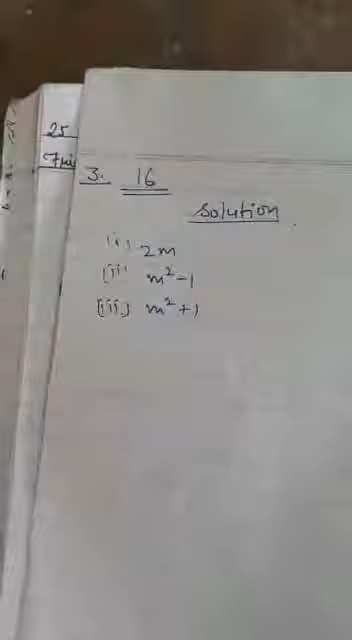 25
3. 16
Solution
(i) 2m
(ii) m²-1
(iii) m²+1